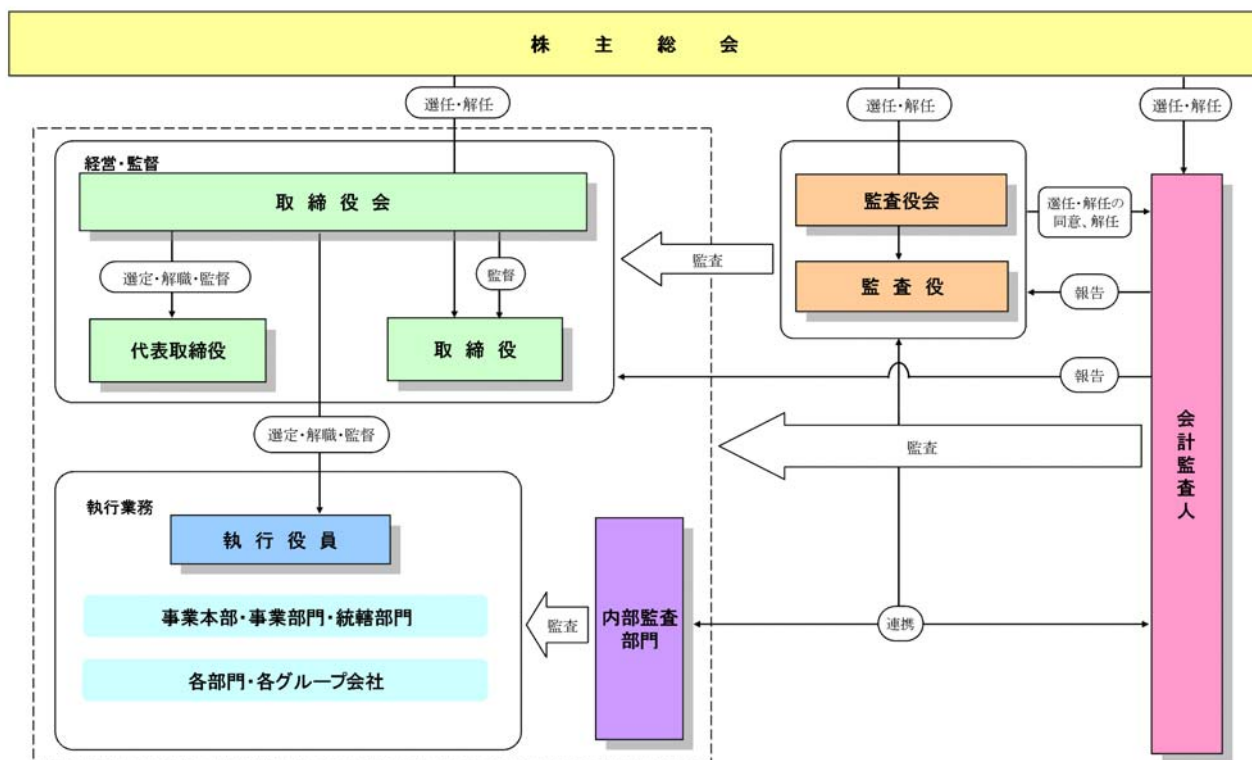 株主総会
選任・解任
選任・解任
選任・解任
経営・監督
取締役会
監査役会
選任・解任の
同意、解任
監査
選定・解職・監督
監督
監査役
報告
代表取締役
取締役
報告
選定・解職・監督
監査
会計監査人
執行業務
執行役員
事業本部・事業部門・統轄部門
監査
内部監査
部門
連携
各部門・各グループ会社